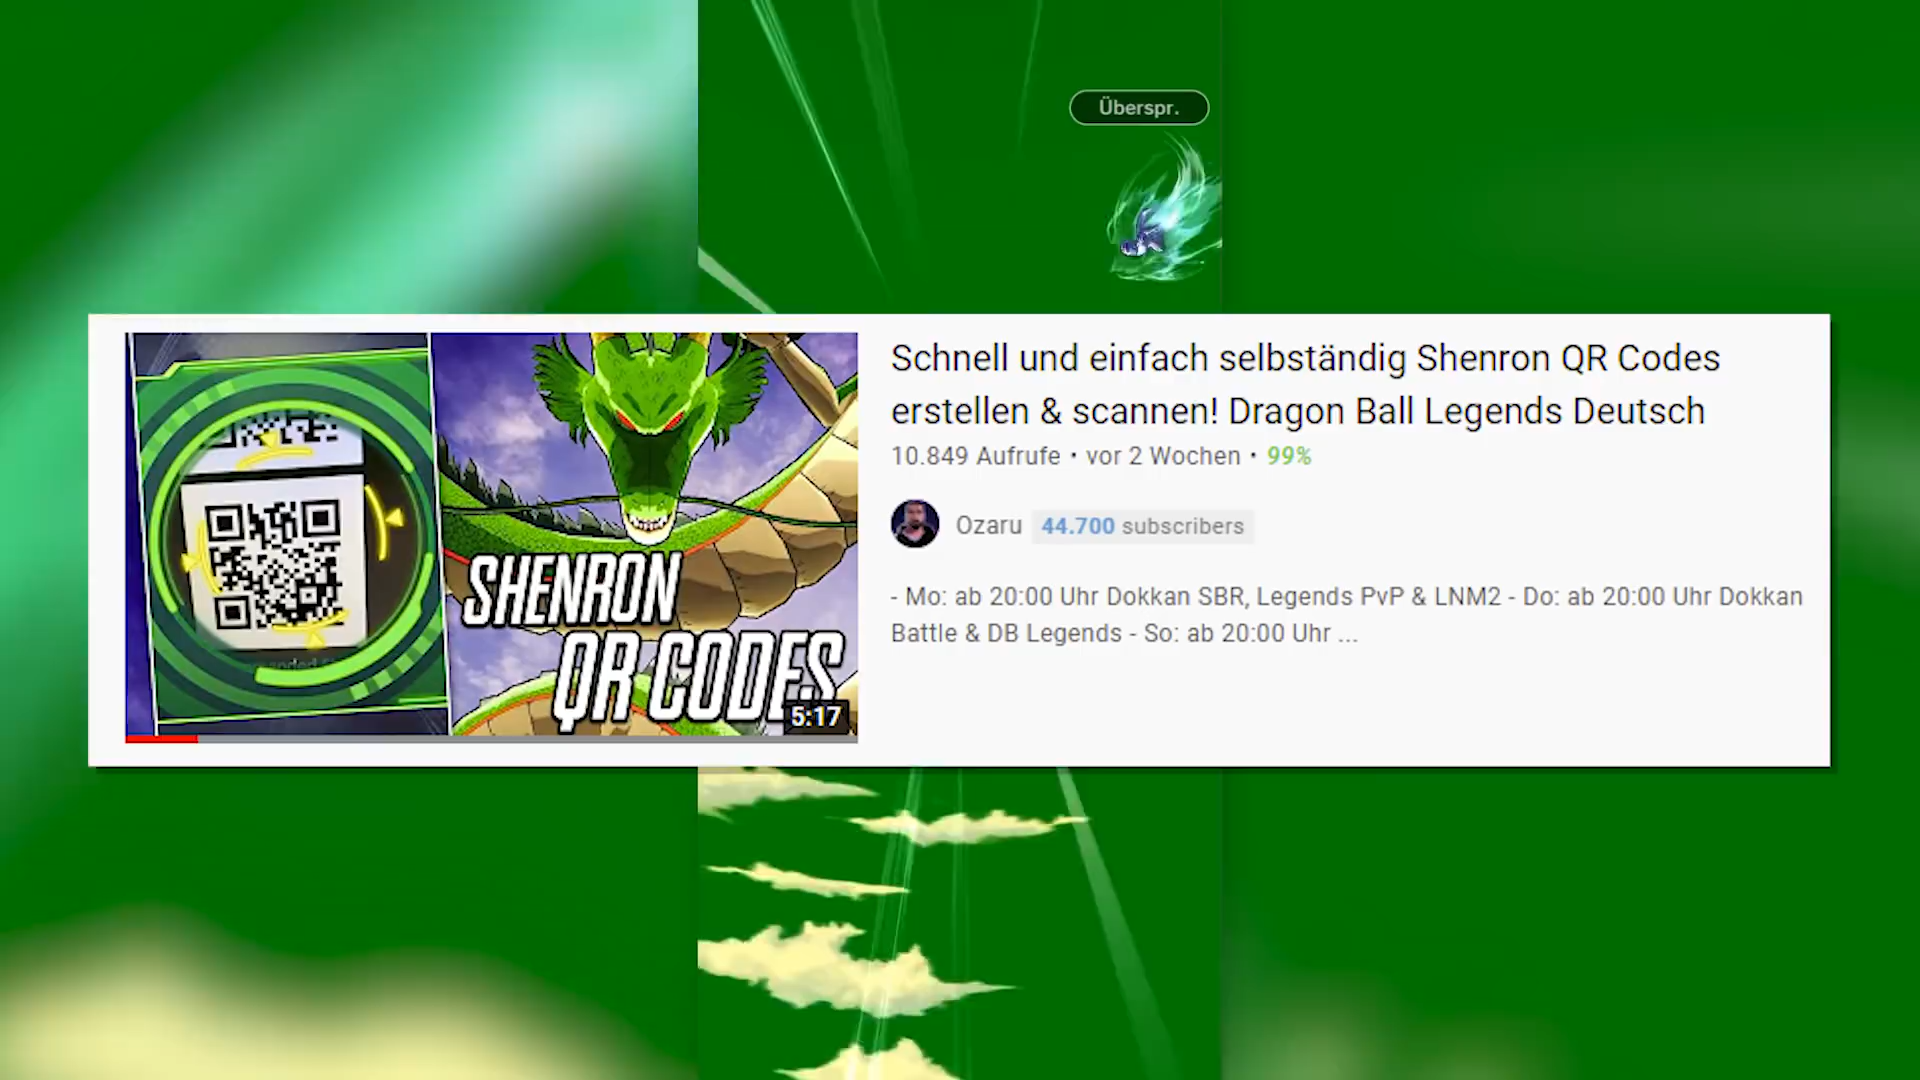 Überspr.
SHENRON
QR CODES
5:17
Schnell und einfach selbständig Shenron QR Codes
erstellen & scannen! Dragon Ball Legends Deutsch
10.849 Aufrufe • vor 2 Wochen • 99%
Ozaru 44.700 subscribers
- Mo: ab 20:00 Uhr Dokkan SBR, Legends PvP & LNM2 - Do: ab 20:00 Uhr Dokkan
Battle & DB Legends - So: ab 20:00 Uhr ...